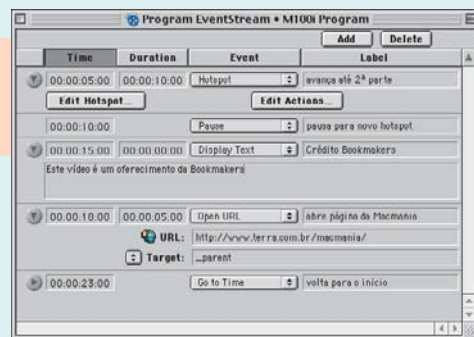 Program EventStream • M100i Program
Add Delete
Time Duration Event Label
00:00:05:00 00:00:10:00 Hotspot avança até 2ª parte
Edit Hotspot... Edit Actions...
00:00:10:00 Pause pausa para novo hotspot
00:00:15:00 00:00:00:00 Display Text Crédito Bookmakers
Este vídeo é um oferecimento da Bookmakers
00:00:18:00 00:00:05:00 Open URL abre página da Macmania
URL: http://www.terra.com.br/macmania/
Target: _parent
00:00:23:00 Go to Time volta para o início